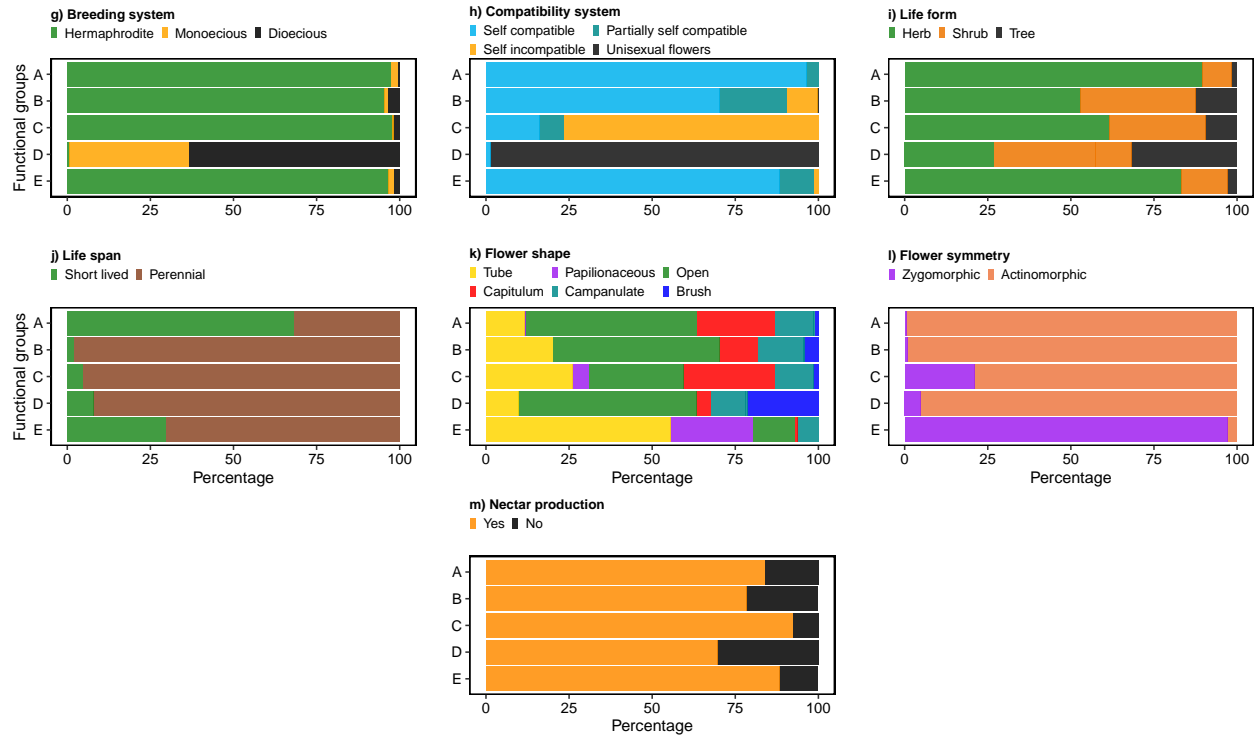 g) Breeding system
Hermaphrodite Monoecious Dioecious
Functional groups
A
B
C
D
E
0 25 50 75 100
h) Compatibility system
Self compatible Partially self compatible
Self incompatible Unisexual flowers
A
B
C
D
E
0 25 50 75 100
i) Life form
Herb Shrub Tree
A
B
C
D
E
0 25 50 75 100
j) Life span
Short lived Perennial
Functional groups
A
B
C
D
E
0 25 50 75 100
Percentage
k) Flower shape
Tube Papilionaceous Open
Capitulum Campanulate Brush
A
B
C
D
E
0 25 50 75 100
Percentage
l) Flower symmetry
Zygomorphic Actinomorphic
A
B
C
D
E
0 25 50 75 100
Percentage
m) Nectar production
Yes No
A
B
C
D
E
0 25 50 75 100
Percentage